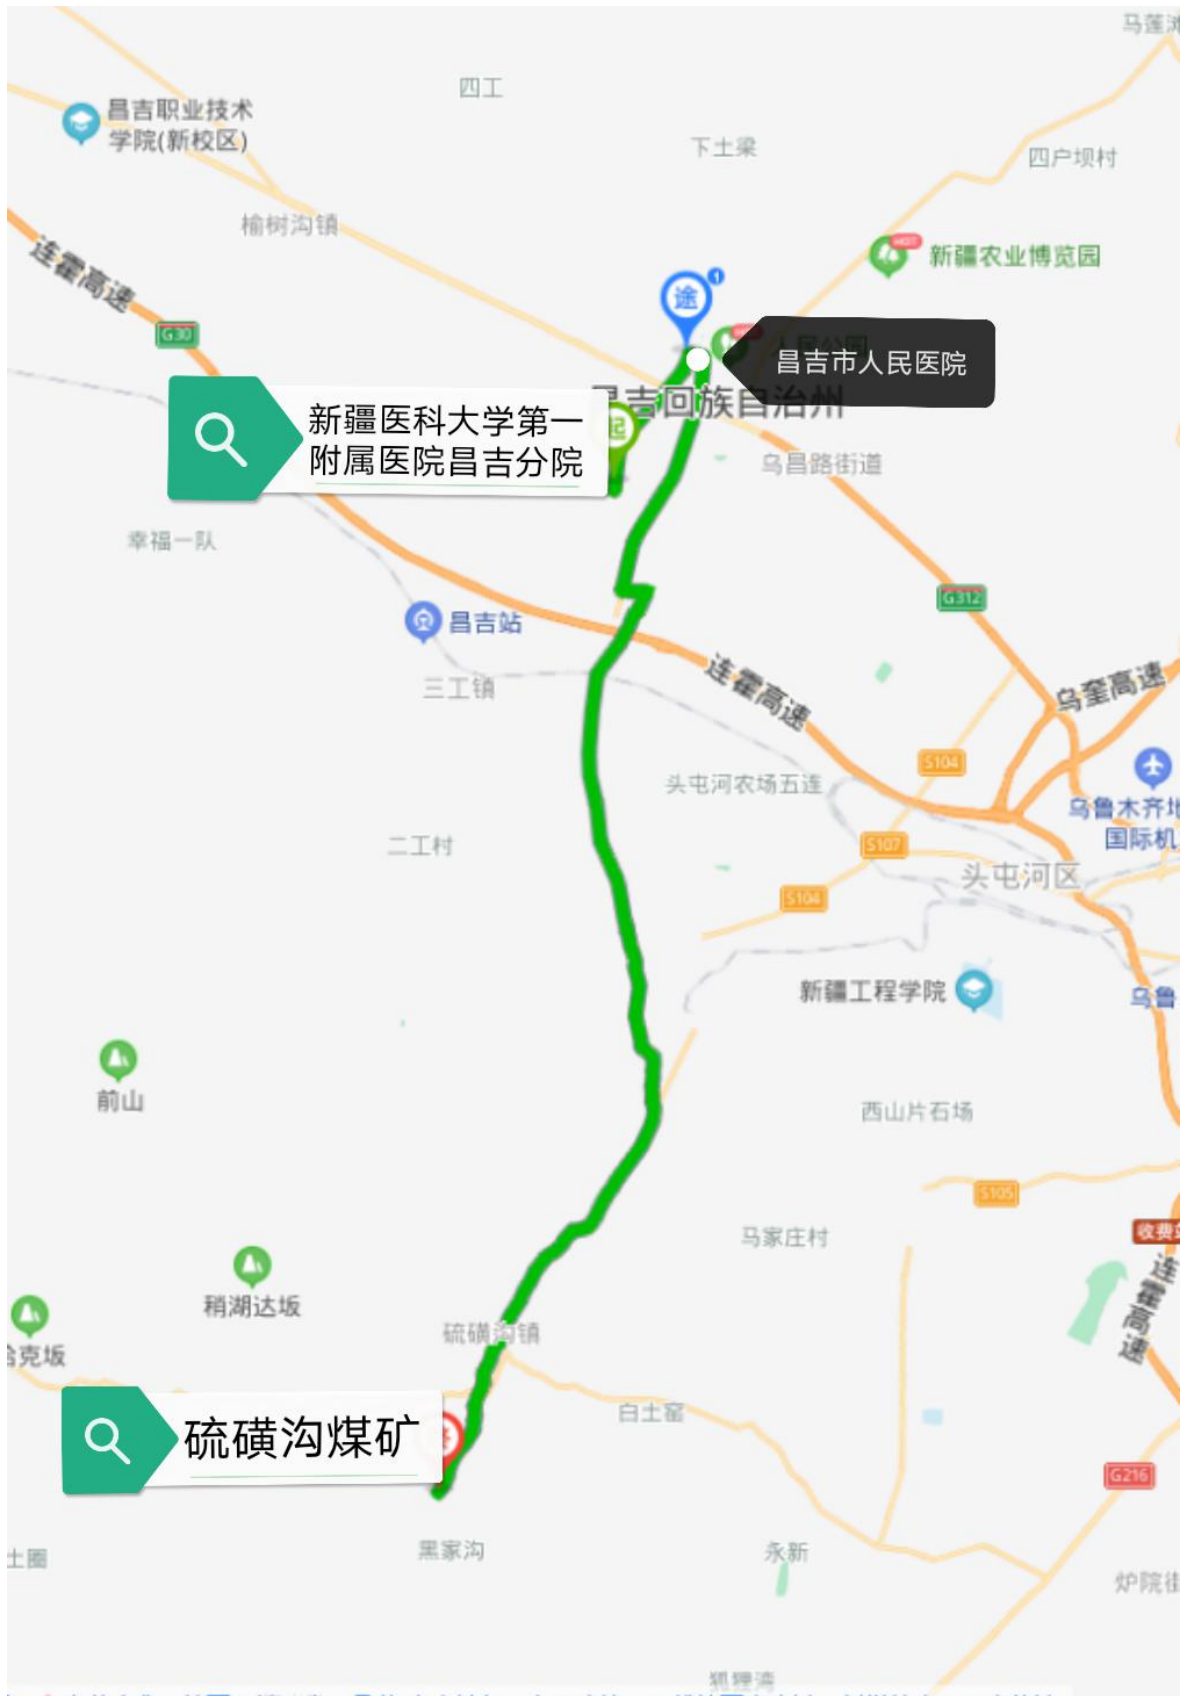 马莲滩
四工
昌吉职业技术
学院(新校区)
下土梁
四户坝村
榆树沟镇
连霍高速
HOT
新疆农业博览园
途
1
G30
人民公园
昌吉市人民医院
昌吉回族自治州
新疆医科大学第一
附属医院昌吉分院
起
乌昌路街道
幸福一队
G312
昌吉站
三工镇
连霍高速
乌奎高速
S104
头屯河农场五连
乌鲁木齐地
国际机
二工村
S107
头屯河区
S104
新疆工程学院
乌鲁
前山
西山片石场
S105
马家庄村
收费站
连霍高速
稍湖达坂
硫磺沟镇
克坂
白土窑
硫磺沟煤矿
G216
黑家沟
永新
土圈
炉院街
狐狸湾